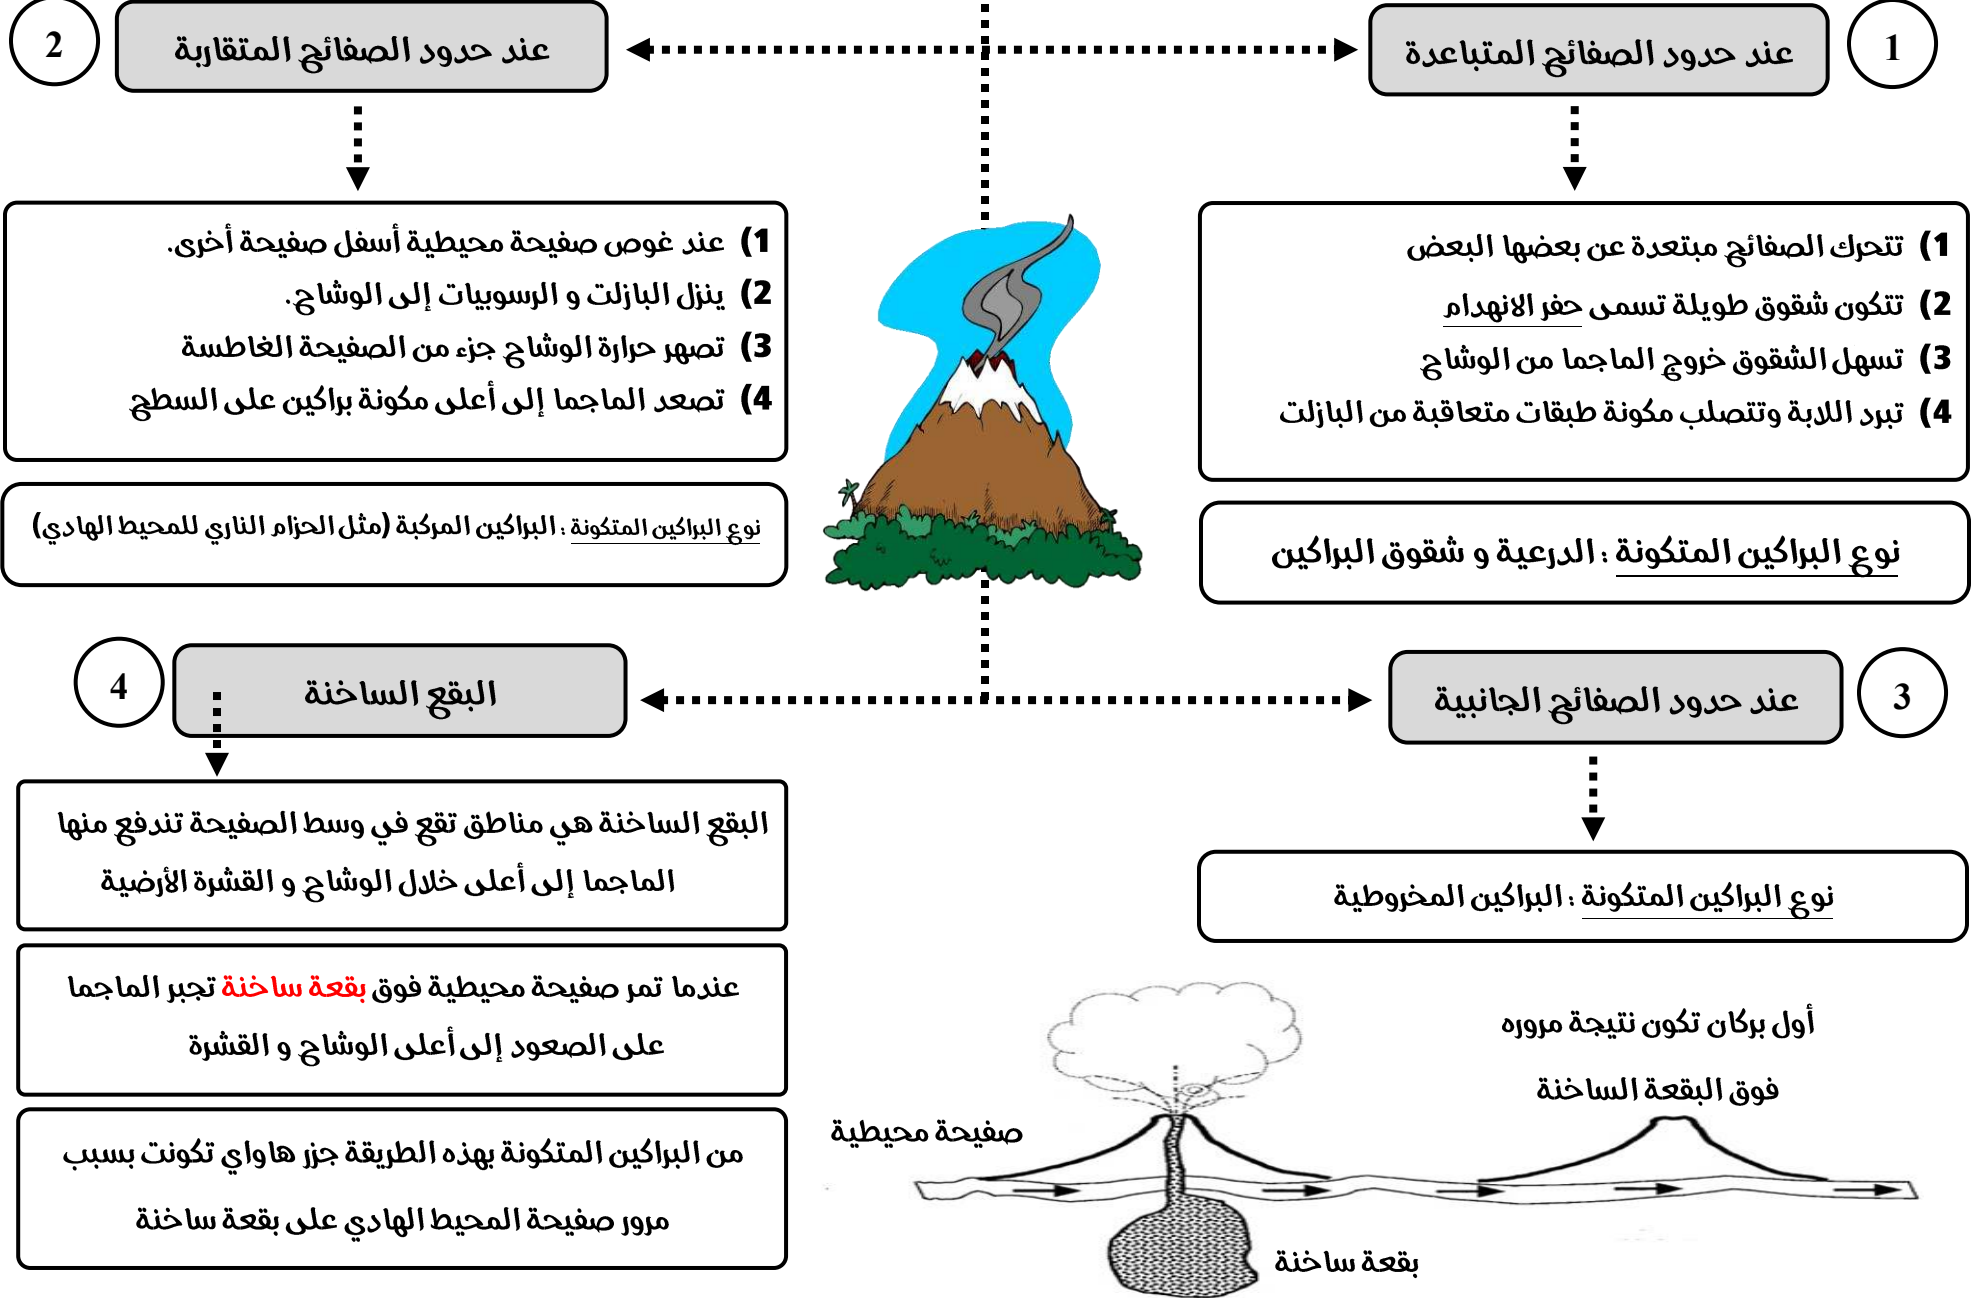 1
عند حدود الصفائح المتباعدة
1) تتحرك الصفائح مبتعدة عن بعضها البعض
2) تتكون شقوق طويلة تسمى حفر الانهدام
3) تسهل الشقوق خروج الماجما من الوشاح
4) تبرد اللابة وتتصلب مكونة طبقات متعاقبة من البازلت
نوع البراكين المتكونة : الدرعية و شقوق البراكين
2
عند حدود الصفائح المتقاربة
1) عند غوص صفيحة محيطية أسفل صفيحة أخرى.
2) ينزل البازلت و الرسوبيات إلى الوشاح.
3) تصهر حرارة الوشاح جزء من الصفيحة الغاطسة
4) تصعد الماجما إلى أعلى مكونة براكين على السطح
نوع البراكين المتكونة : البراكين المركبة (مثل الحزام الناري للمحيط الهادي)
3
عند حدود الصفائح الجانبية
نوع البراكين المتكونة : البراكين المخروطية
4
البقع الساخنة
البقع الساخنة هي مناطق تقع في وسط الصفيحة تندفع منها
الماجما إلى أعلى خلال الوشاح و القشرة الأرضية
عندما تمر صفيحة محيطية فوق بقعة ساخنة تجبر الماجما
على الصعود إلى أعلى الوشاح و القشرة
من البراكين المتكونة بهذه الطريقة جزر هاواي تكونت بسبب
مرور صفيحة المحيط الهادي على بقعة ساخنة
أول بركان تكون نتيجة مروره
فوق البقعة الساخنة
صفيحة محيطية
بقعة ساخنة